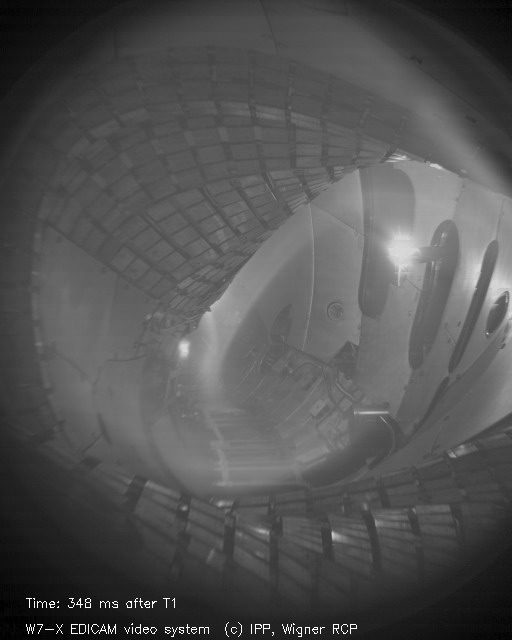 Time: 348 ms after T1
W7-X EDICAM video system (c) IPP, Wigner RCP